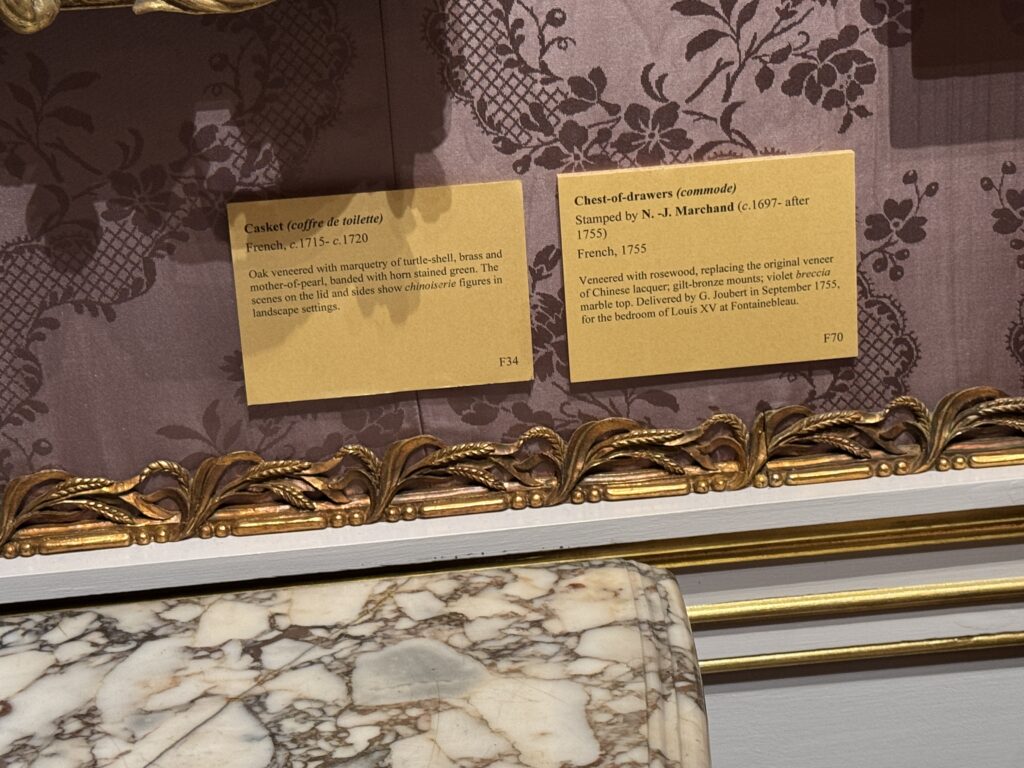 Casket (coffre de toilette)
French, c.1715- c.1720
Oak veneered with marquetry of turtle-shell, brass and
mother-of-pearl, banded with horn stained green. The
scenes on the lid and sides show chinoiserie figures in
landscape settings.
F34
Chest-of-drawers (commode)
Stamped by N. -J. Marchand (c.1697- after
1755)
French, 1755
Veneered with rosewood, replacing the original veneer
of Chinese lacquer; gilt-bronze mounts; violet breccia
marble top. Delivered by G. Joubert in September 1755,
for the bedroom of Louis XV at Fontainebleau.
F70